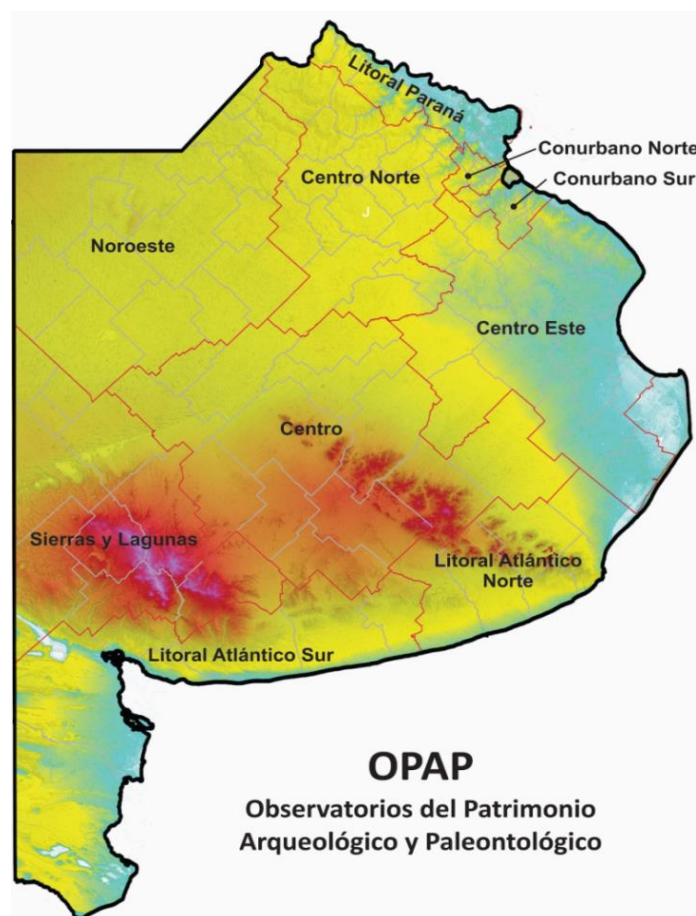 Litoral Paraná
Conurbano Norte
Conurbano Sur
Centro Norte
J
Noroeste
Centro Este
Centro
Sierras y Lagunas
Litoral Atlántico
Norte
Litoral Atlántico Sur
OPAP
Observatorios del Patrimonio
Arqueológico y Paleontológico